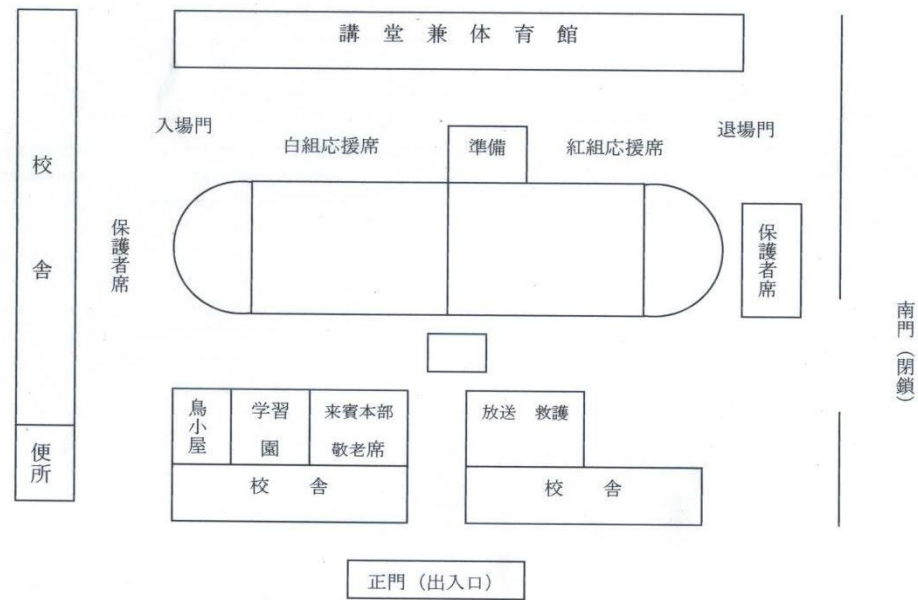 講堂兼体育館
校舎
入場門
退場門
白組応援席
準備
紅組応援席
保護者席
保護者席
南門(閉鎖)
鳥小屋
学習
園
来賓本部
敬老席
放送 救護
便所
校舎
校舎
正門(出入口)